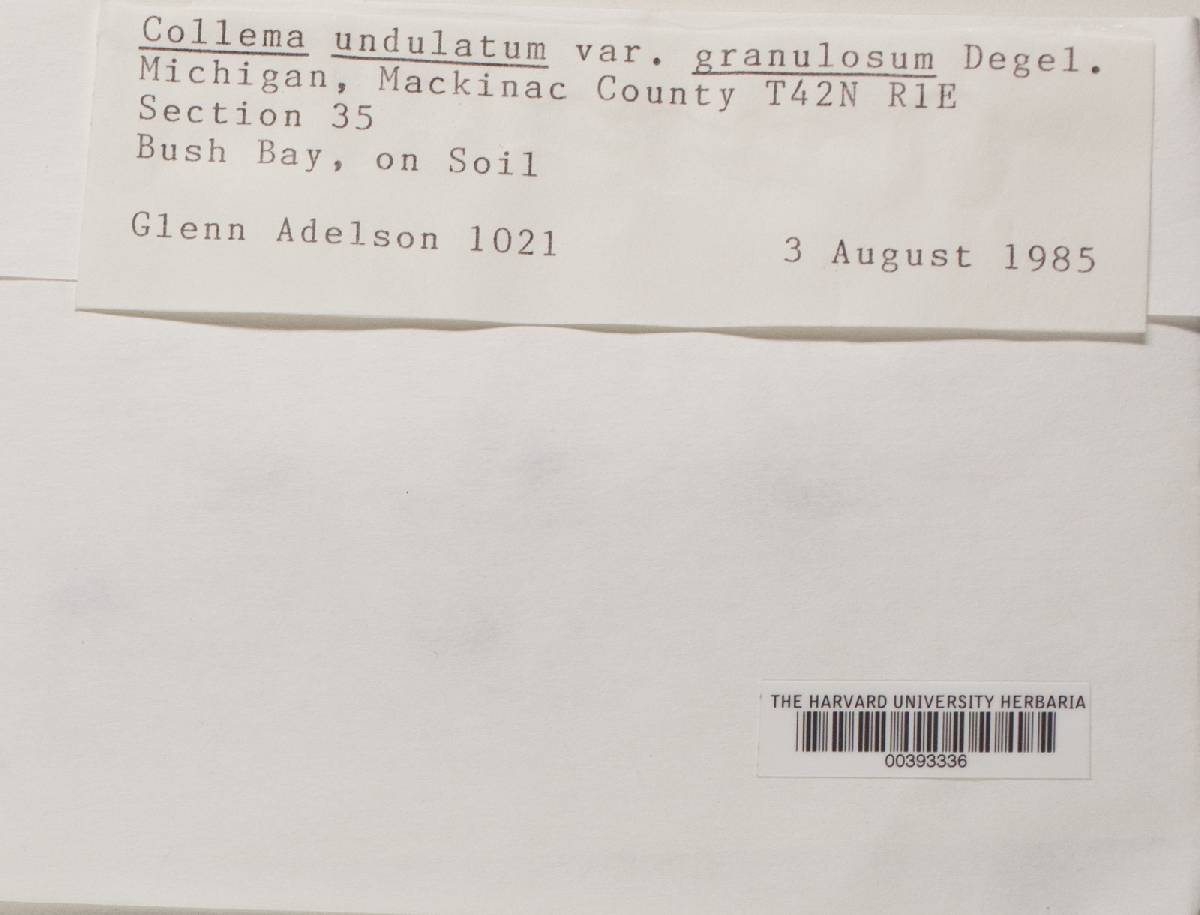 Collema undulatum var. granulosum Degel.
Michigan, Mackinac County T42N R1E
Section 35
Bush Bay, on Soil
Glenn Adelson 1021 3 August 1985
THE HARVARD UNIVERSITY HERBARIA
00393336